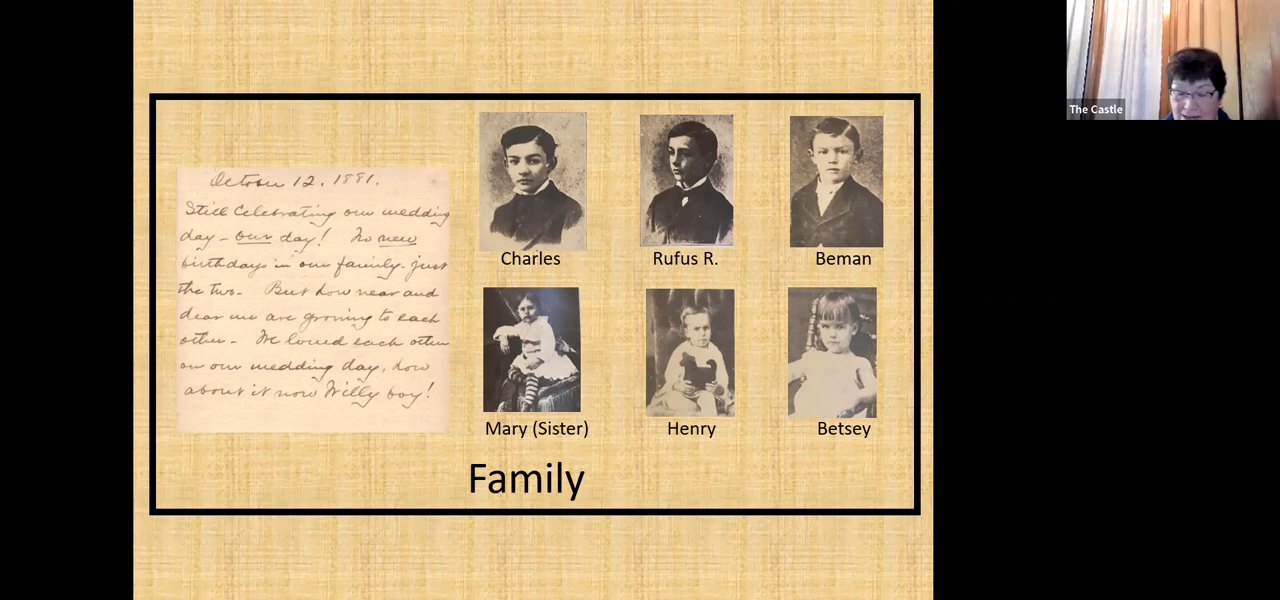 October 12, 1881.
Still Celebrating our wedding
day - our day! No new
birthdays in our family - just
the two. But how near and
dear we are growing to each
other - We loved each other
on our wedding day, how
about it now Willy boy!
Charles
Rufus R.
Beman
Mary (Sister)
Henry
Betsey
Family
The Castle